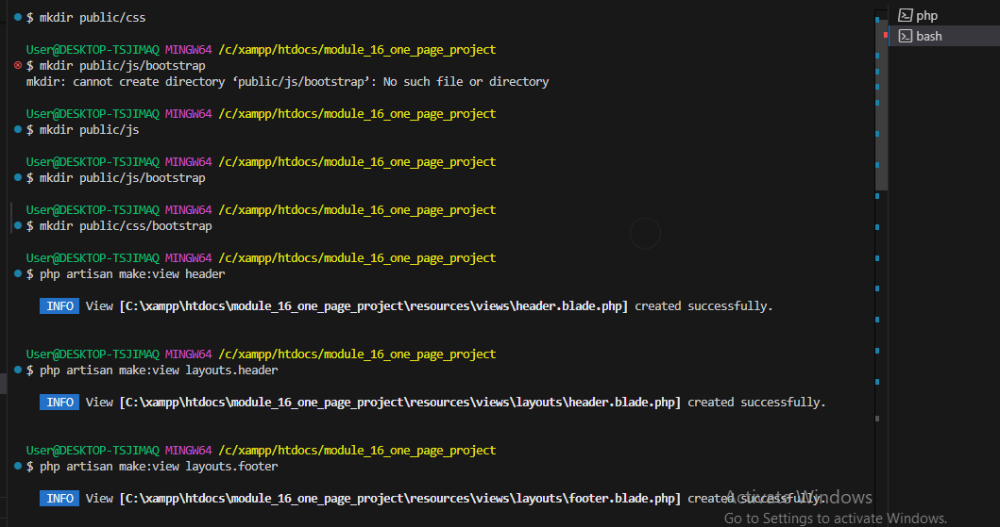 $ mkdir public/css
User@DESKTOP-TSJIMAQ MINGW64 /c/xampp/htdocs/module_16_one_page_project
$ mkdir public/js/bootstrap
mkdir: cannot create directory ‘public/js/bootstrap’: No such file or directory
User@DESKTOP-TSJIMAQ MINGW64 /c/xampp/htdocs/module_16_one_page_project
$ mkdir public/js
User@DESKTOP-TSJIMAQ MINGW64 /c/xampp/htdocs/module_16_one_page_project
$ mkdir public/js/bootstrap
User@DESKTOP-TSJIMAQ MINGW64 /c/xampp/htdocs/module_16_one_page_project
$ mkdir public/css/bootstrap
User@DESKTOP-TSJIMAQ MINGW64 /c/xampp/htdocs/module_16_one_page_project
$ php artisan make:view header
INFO View [C:\xampp\htdocs\module_16_one_page_project\resources\views\header.blade.php] created successfully.
User@DESKTOP-TSJIMAQ MINGW64 /c/xampp/htdocs/module_16_one_page_project
$ php artisan make:view layouts.header
INFO View [C:\xampp\htdocs\module_16_one_page_project\resources\views\layouts\header.blade.php] created successfully.
User@DESKTOP-TSJIMAQ MINGW64 /c/xampp/htdocs/module_16_one_page_project
$ php artisan make:view layouts.footer
INFO View [C:\xampp\htdocs\module_16_one_page_project\resources\views\layouts\footer.blade.php] created successfully.
php
bash
Activate Windows
Go to Settings to activate Windows.